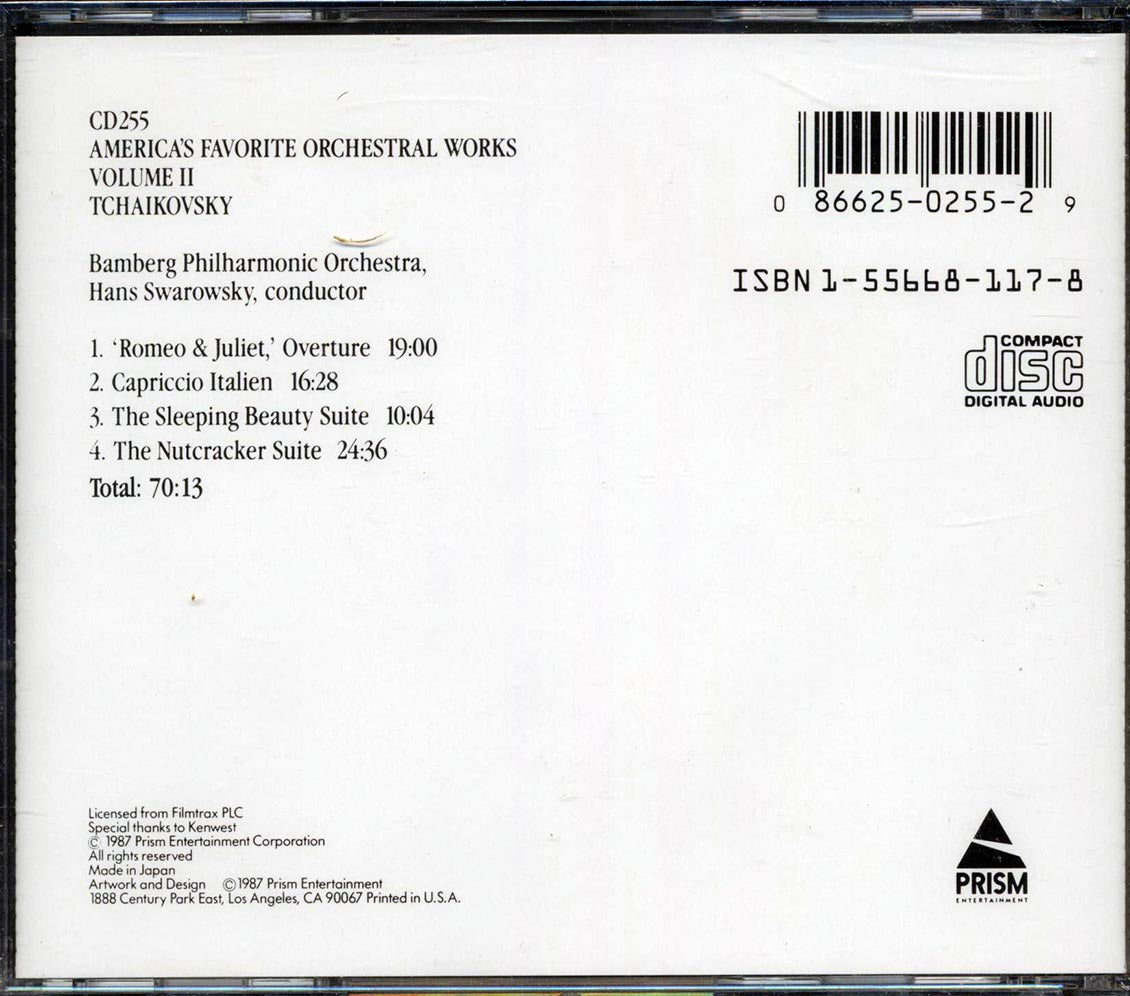 CD255
AMERICA'S FAVORITE ORCHESTRAL WORKS
VOLUME II
TCHAIKOVSKY
Bamberg Philharmonic Orchestra,
Hans Swarowsky, conductor
1. ‘Romeo & Juliet,’ Overture 19:00
2. Capriccio Italien 16:28
3. The Sleeping Beauty Suite 10:04
4. The Nutcracker Suite 24:36
Total: 70:13
0 86625-0255-2 9
ISBN 1-55668-117-8
COMPACT
disc
DIGITAL AUDIO
Licensed from Filmtrax PLC
Special thanks to Kenwest
© 1987 Prism Entertainment Corporation
All rights reserved
Made in Japan
Artwork and Design ©1987 Prism Entertainment
1888 Century Park East, Los Angeles, CA 90067 Printed in U.S.A.
PRISM
ENTERTAINMENT